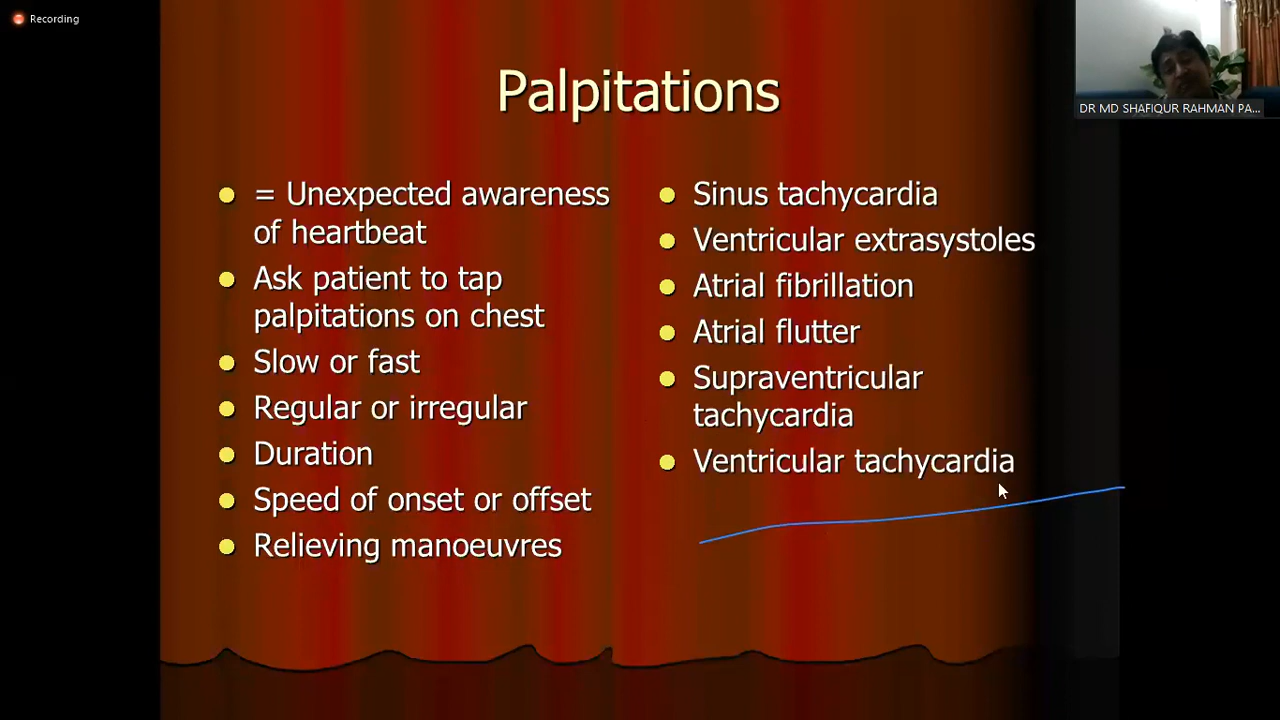 Recording
DR MD SHAFIQUR RAHMAN PA...
Palpitations
= Unexpected awareness
of heartbeat
Ask patient to tap
palpitations on chest
Slow or fast
Regular or irregular
Duration
Speed of onset or offset
Relieving manoeuvres
Sinus tachycardia
Ventricular extrasystoles
Atrial fibrillation
Atrial flutter
Supraventricular
tachycardia
Ventricular tachycardia